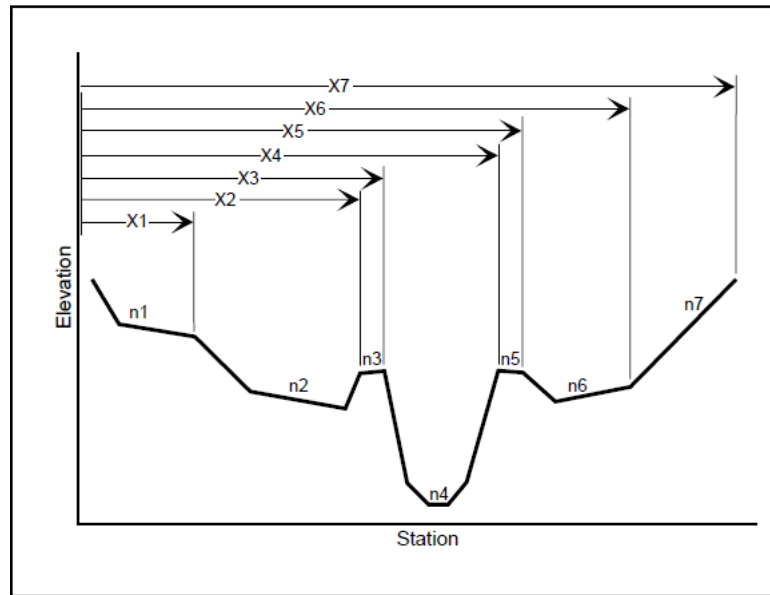 X7
X6
X5
X4
X3
X2
X1
Elevation
n1
n2
n3
n4
n5
n6
n7
Station